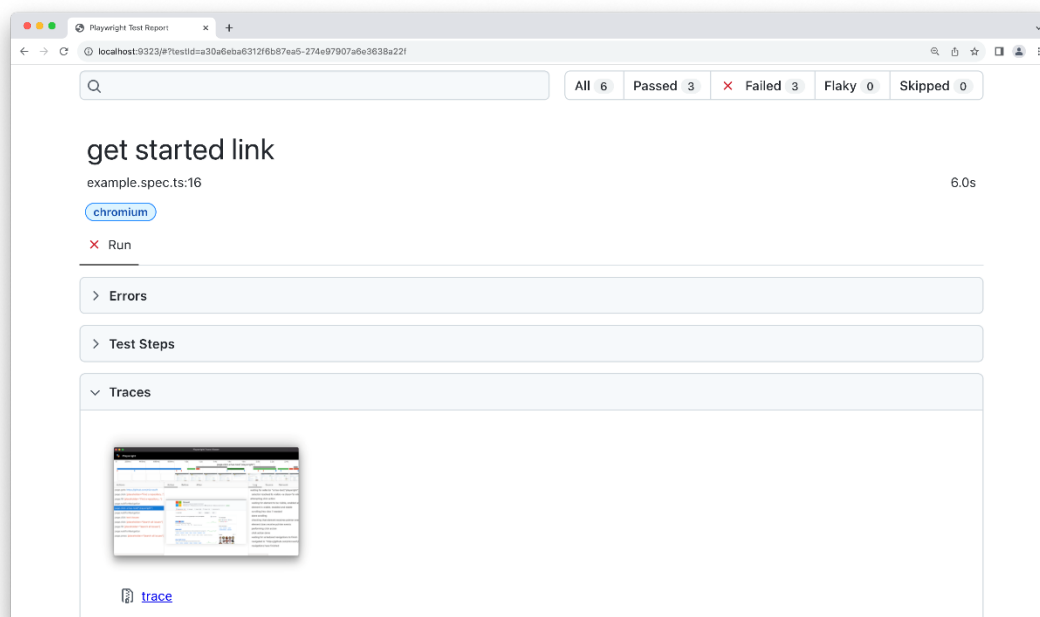 Playwright Test Report
localhost:9323/#?testId=a30a6eba6312f6b87ea5-274e97907a6e3638a22f
All 6 Passed 3 Failed 3 Flaky 0 Skipped 0
get started link
example.spec.ts:16
6.0s
chromium
Run
Errors
Test Steps
Traces
trace